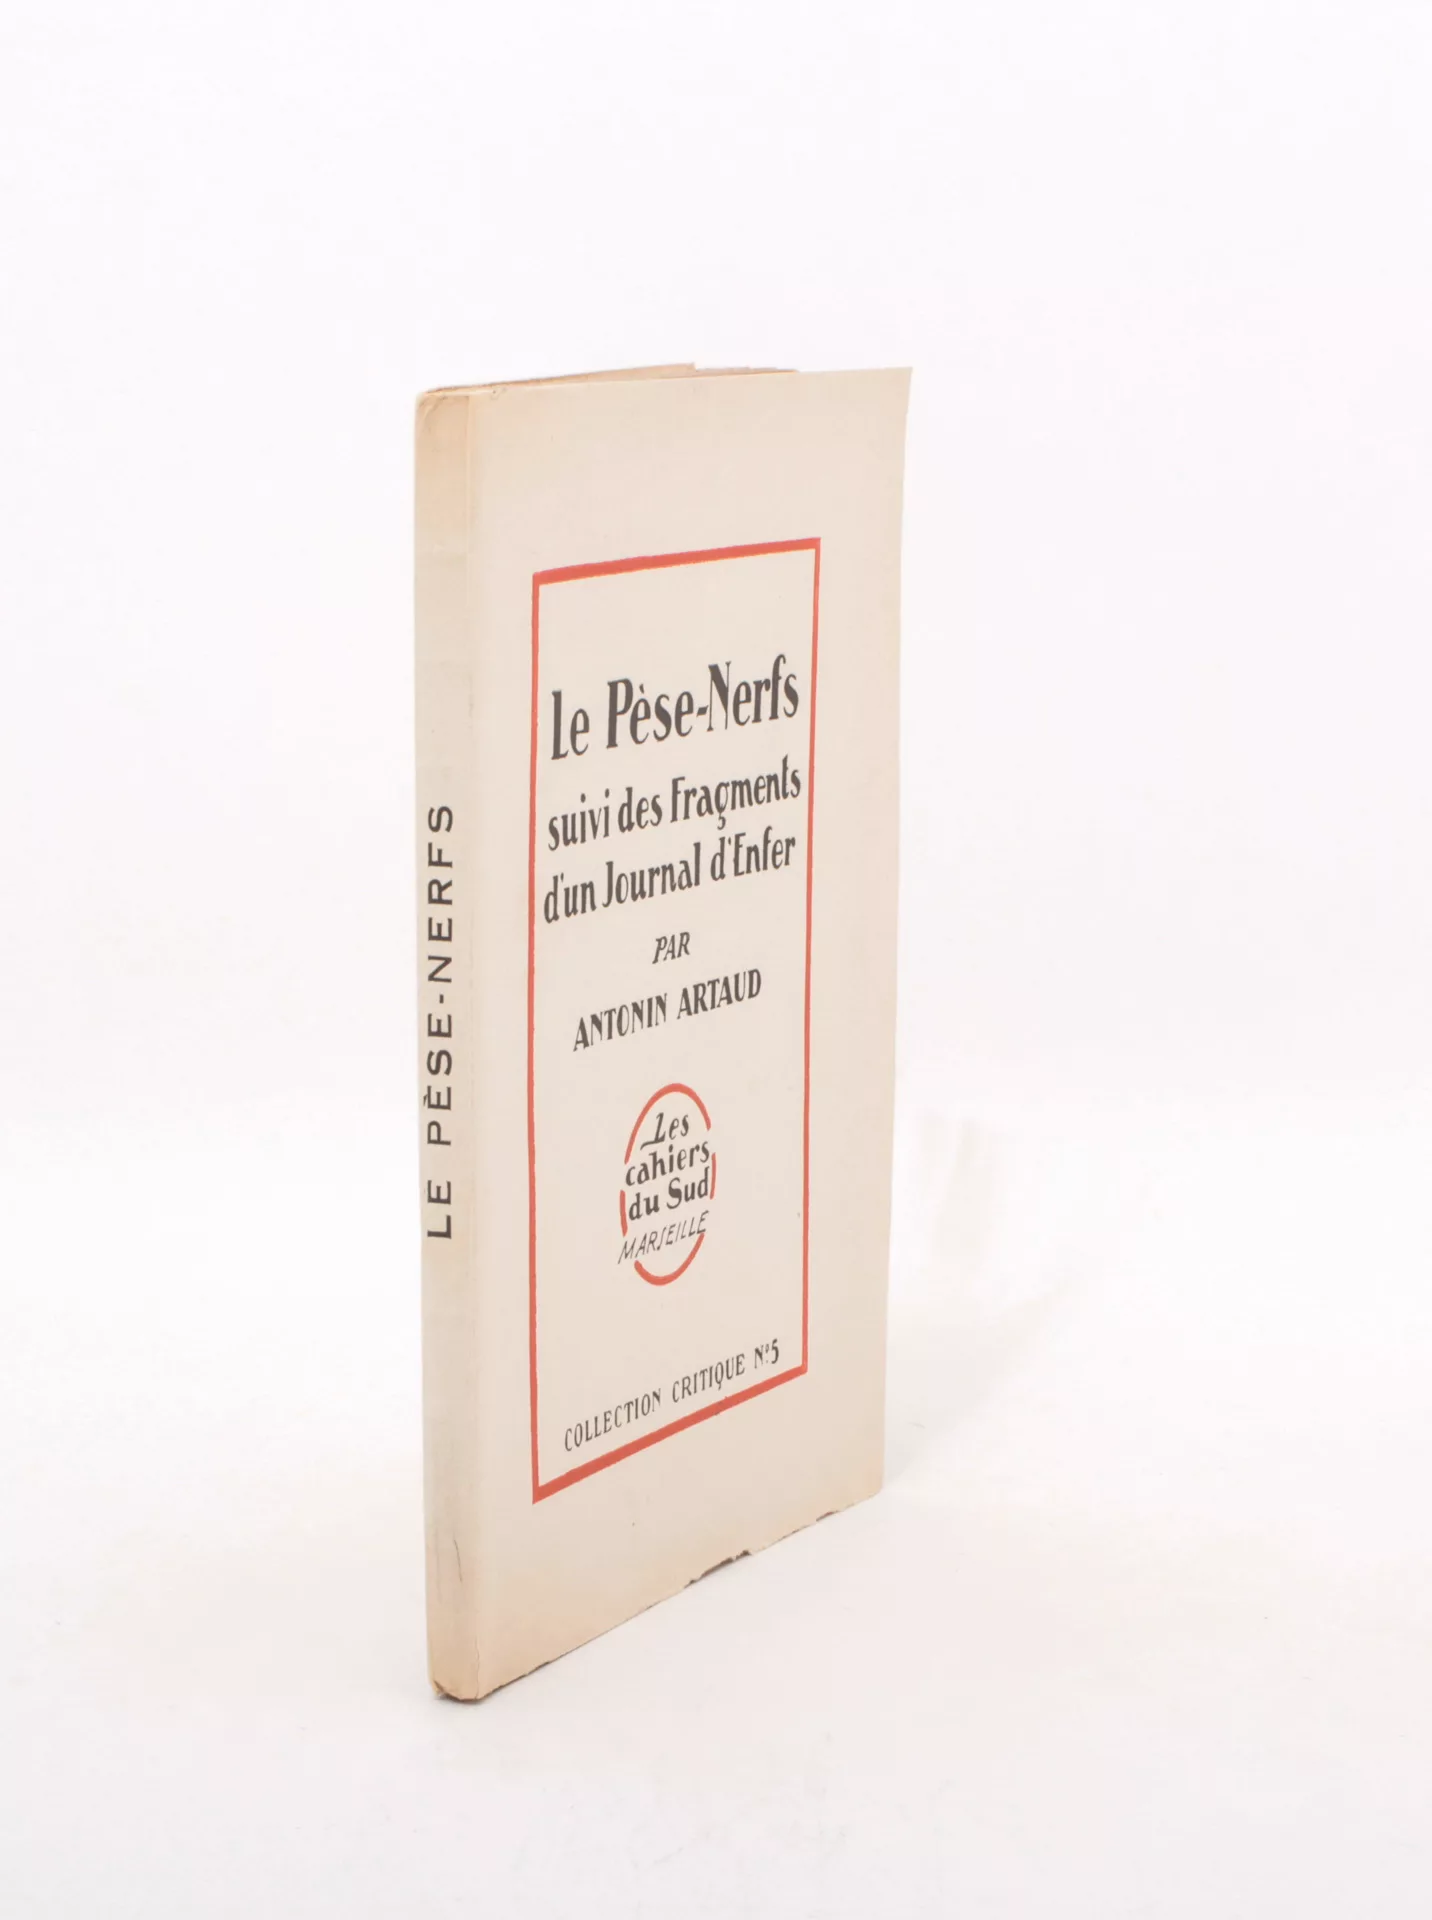 LE PÈSE-NERFS
Le Pèse-Nerfs
suivi des Fragments
d'un Journal d'Enfer
PAR
ANTONIN ARTAUD
Les
cahiers
du Sud
MARSEILLE
COLLECTION CRITIQUE Nº 5